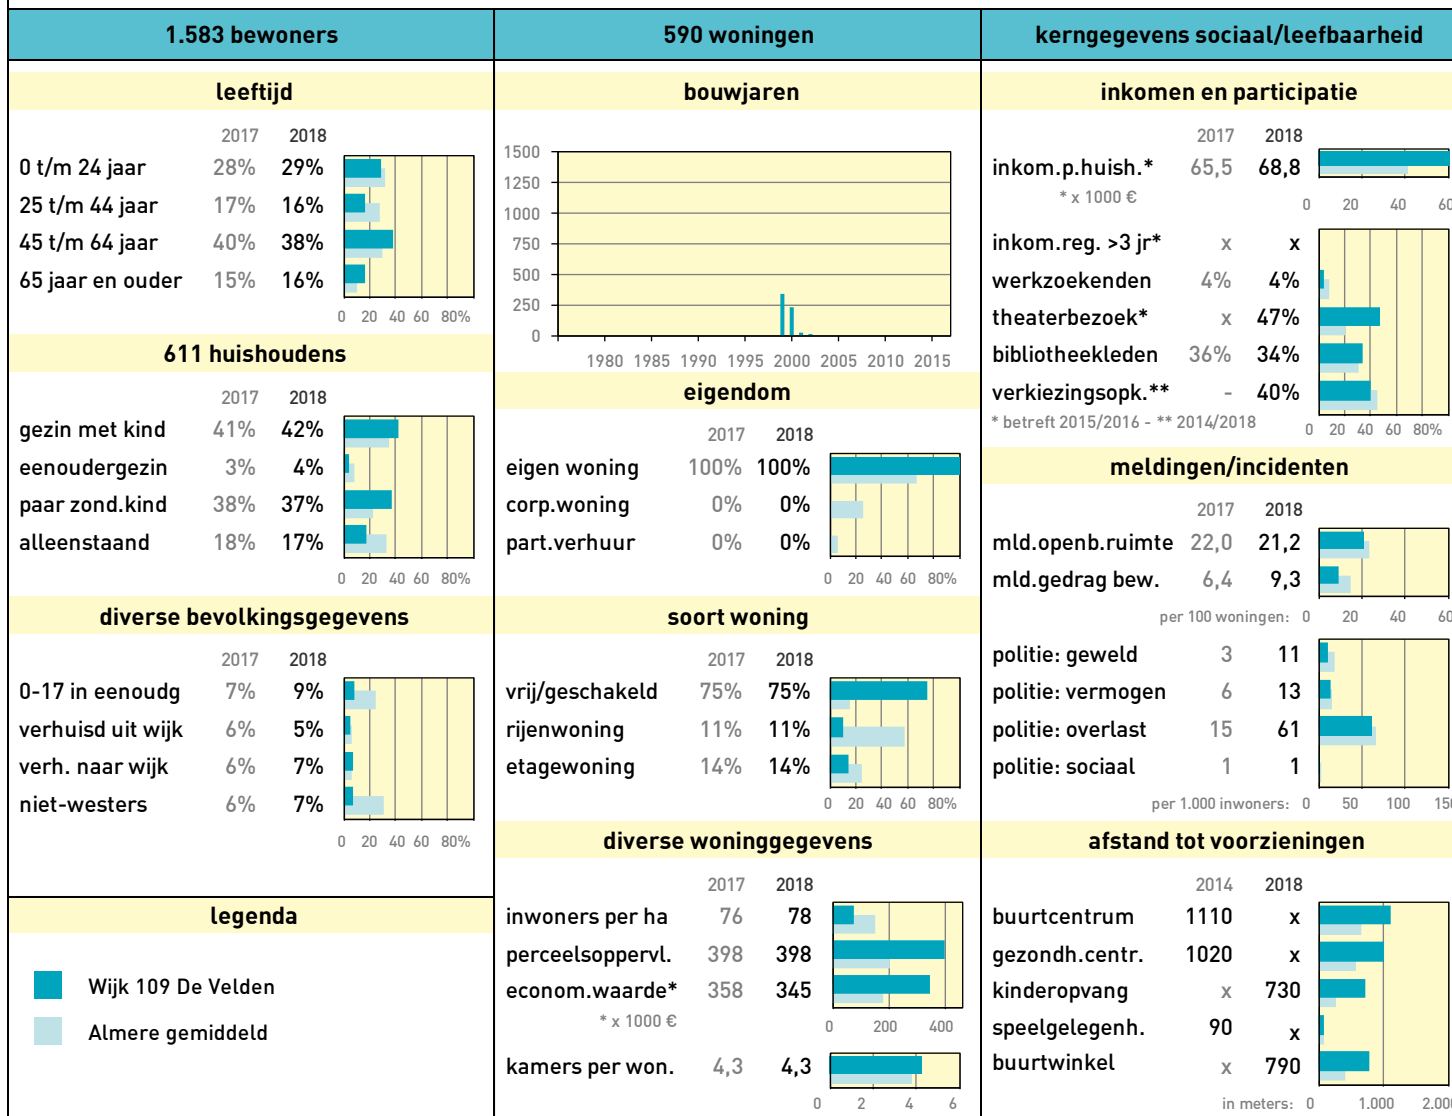 1.583 bewoners
leeftijd
2017 2018
0 t/m 24 jaar 28% 29%
25 t/m 44 jaar 17% 16%
45 t/m 64 jaar 40% 38%
65 jaar en ouder 15% 16%
0 20 40 60 80%
611 huishoudens
2017 2018
gezin met kind 41% 42%
eenoudergezin 3% 4%
paar zond.kind 38% 37%
alleenstaand 18% 17%
0 20 40 60 80%
diverse bevolkingsgegevens
2017 2018
0-17 in eenoudg 7% 9%
verhuisd uit wijk 6% 5%
verh. naar wijk 6% 7%
niet-westers 6% 7%
0 20 40 60 80%
legenda
Wijk 109 De Velden
Almere gemiddeld
590 woningen
bouwjaren
1500
1250
1000
750
500
250
0
1980 1985 1990 1995 2000 2005 2010 2015
eigendom
2017 2018
eigen woning 100% 100%
corp.woning 0% 0%
part.verhuur 0% 0%
0 20 40 60 80%
soort woning
2017 2018
vrij/geschakeld 75% 75%
rijenwoning 11% 11%
etagewoning 14% 14%
0 20 40 60 80%
diverse woninggegevens
2017 2018
inwoners per ha 76 78
perceelsoppervl. 398 398
econom.waarde* 358 345
* x 1000 €
0 200 400
kamers per won. 4,3 4,3
0 2 4 6
kerngegevens sociaal/leefbaarheid
inkomen en participatie
2017 2018
inkom.p.huish.* 65,5 68,8
* x 1000 €
0 20 40 60
inkom.reg. >3 jr* x x
werkzoekenden 4% 4%
theaterbezoek* x 47%
bibliotheekleden 36% 34%
verkiezingsopk.** - 40%
* betreft 2015/2016 - ** 2014/2018
0 20 40 60 80%
meldingen/incidenten
2017 2018
mld.openb.ruimte 22,0 21,2
mld.gedrag bew. 6,4 9,3
per 100 woningen: 0 20 40 60
politie: geweld 3 11
politie: vermogen 6 13
politie: overlast 15 61
politie: sociaal 1 1
per 1.000 inwoners: 0 50 100 150
afstand tot voorzieningen
2014 2018
buurtcentrum 1110 x
gezondh.centr. 1020 x
kinderopvang x 730
speelgelegenh. 90 x
buurtwinkel x 790
in meters: 0 1.000 2.000